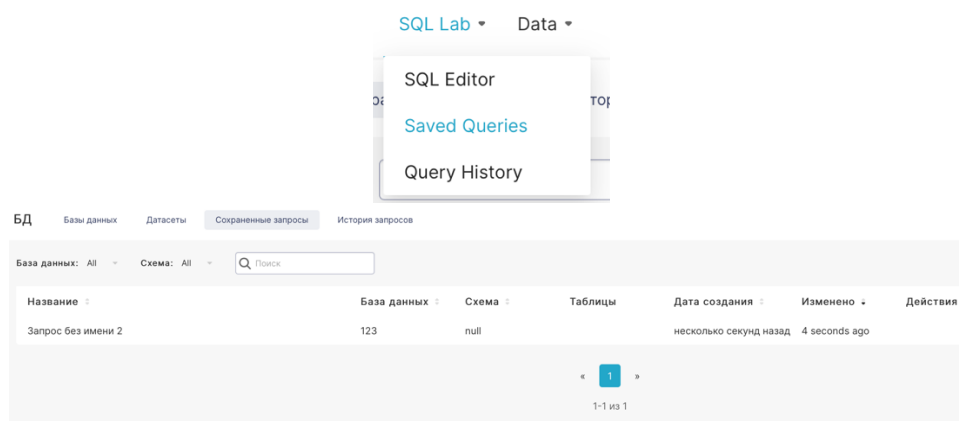 SQL Lab Data
SQL Editor
Saved Queries
Query History
БД Базы данных Датасеты Сохраненные запросы История запросов
База данных: All Схема: All Поиск
Название База данных Схема Таблицы Дата создания Изменено Действия
Запрос без имени 2 123 null несколько секунд назад 4 seconds ago
« 1 »
1-1 из 1